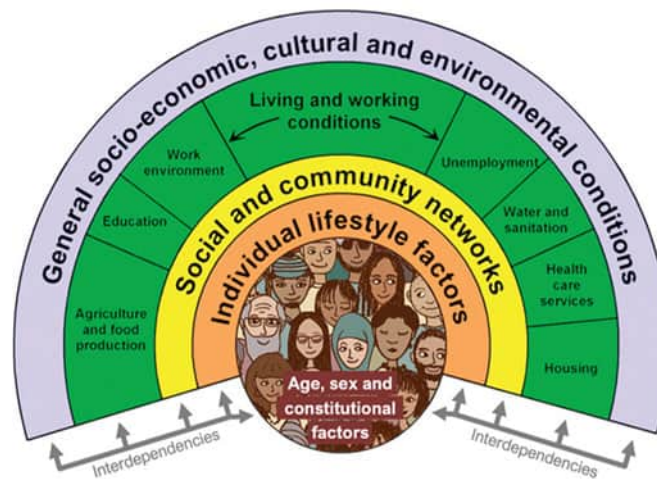 General socio-economic, cultural and environmental conditions
Living and working
conditions
Work
environment
Unemployment
Education
Water and
sanitation
Agriculture
and food
production
Health
care
services
Housing
Social and community networks
Individual lifestyle factors
Age, sex and
constitutional
factors
Interdependencies
Interdependencies